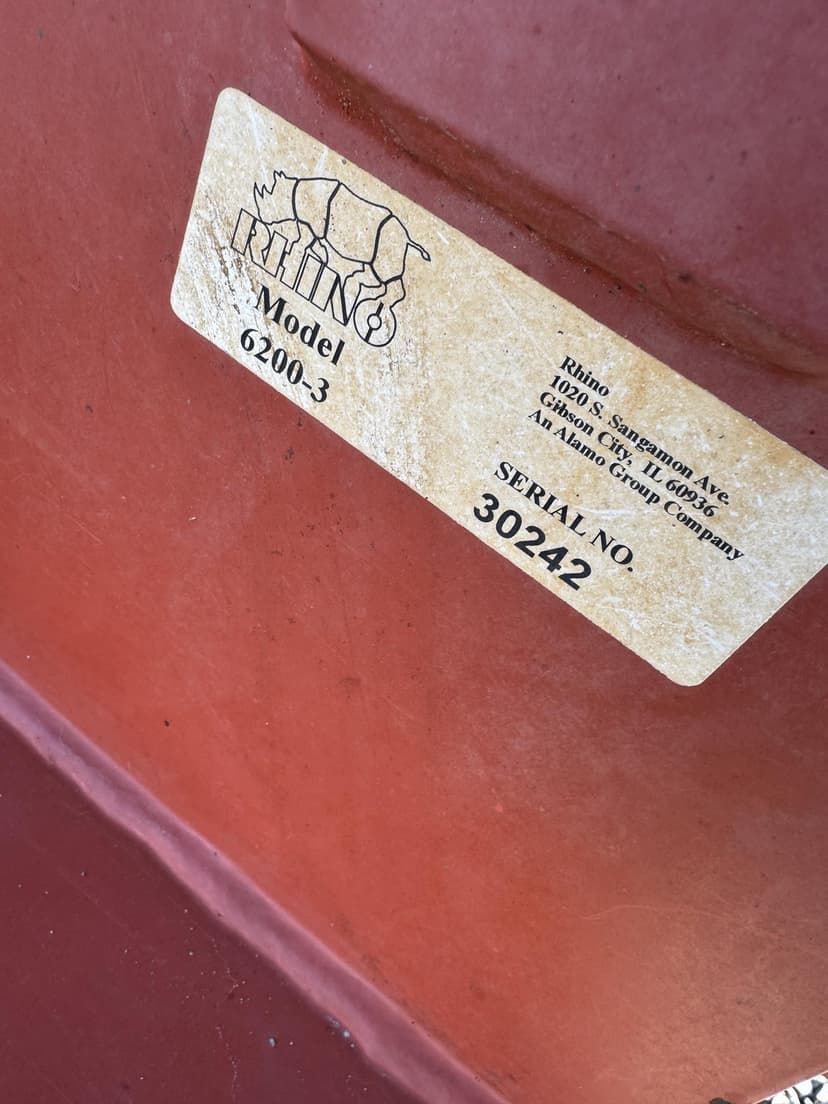 RHINO
Model
6200-3
Rhino
1020 S. Sangamon Ave.
Gibson City, IL 60936
An Alamo Group Company
SERIAL NO.
30242